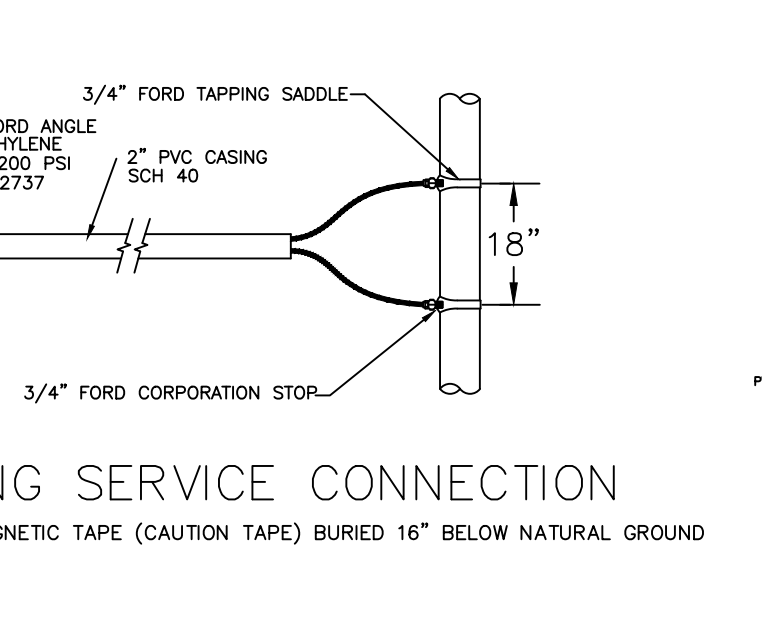 3/4” FORD TAPPING SADDLE
ORD ANGLE
HYLENE
200 PSI
2737
2” PVC CASING
SCH 40
18”
3/4” FORD CORPORATION STOP
P
NG SERVICE CONNECTION
GNETIC TAPE (CAUTION TAPE) BURIED 16” BELOW NATURAL GROUND